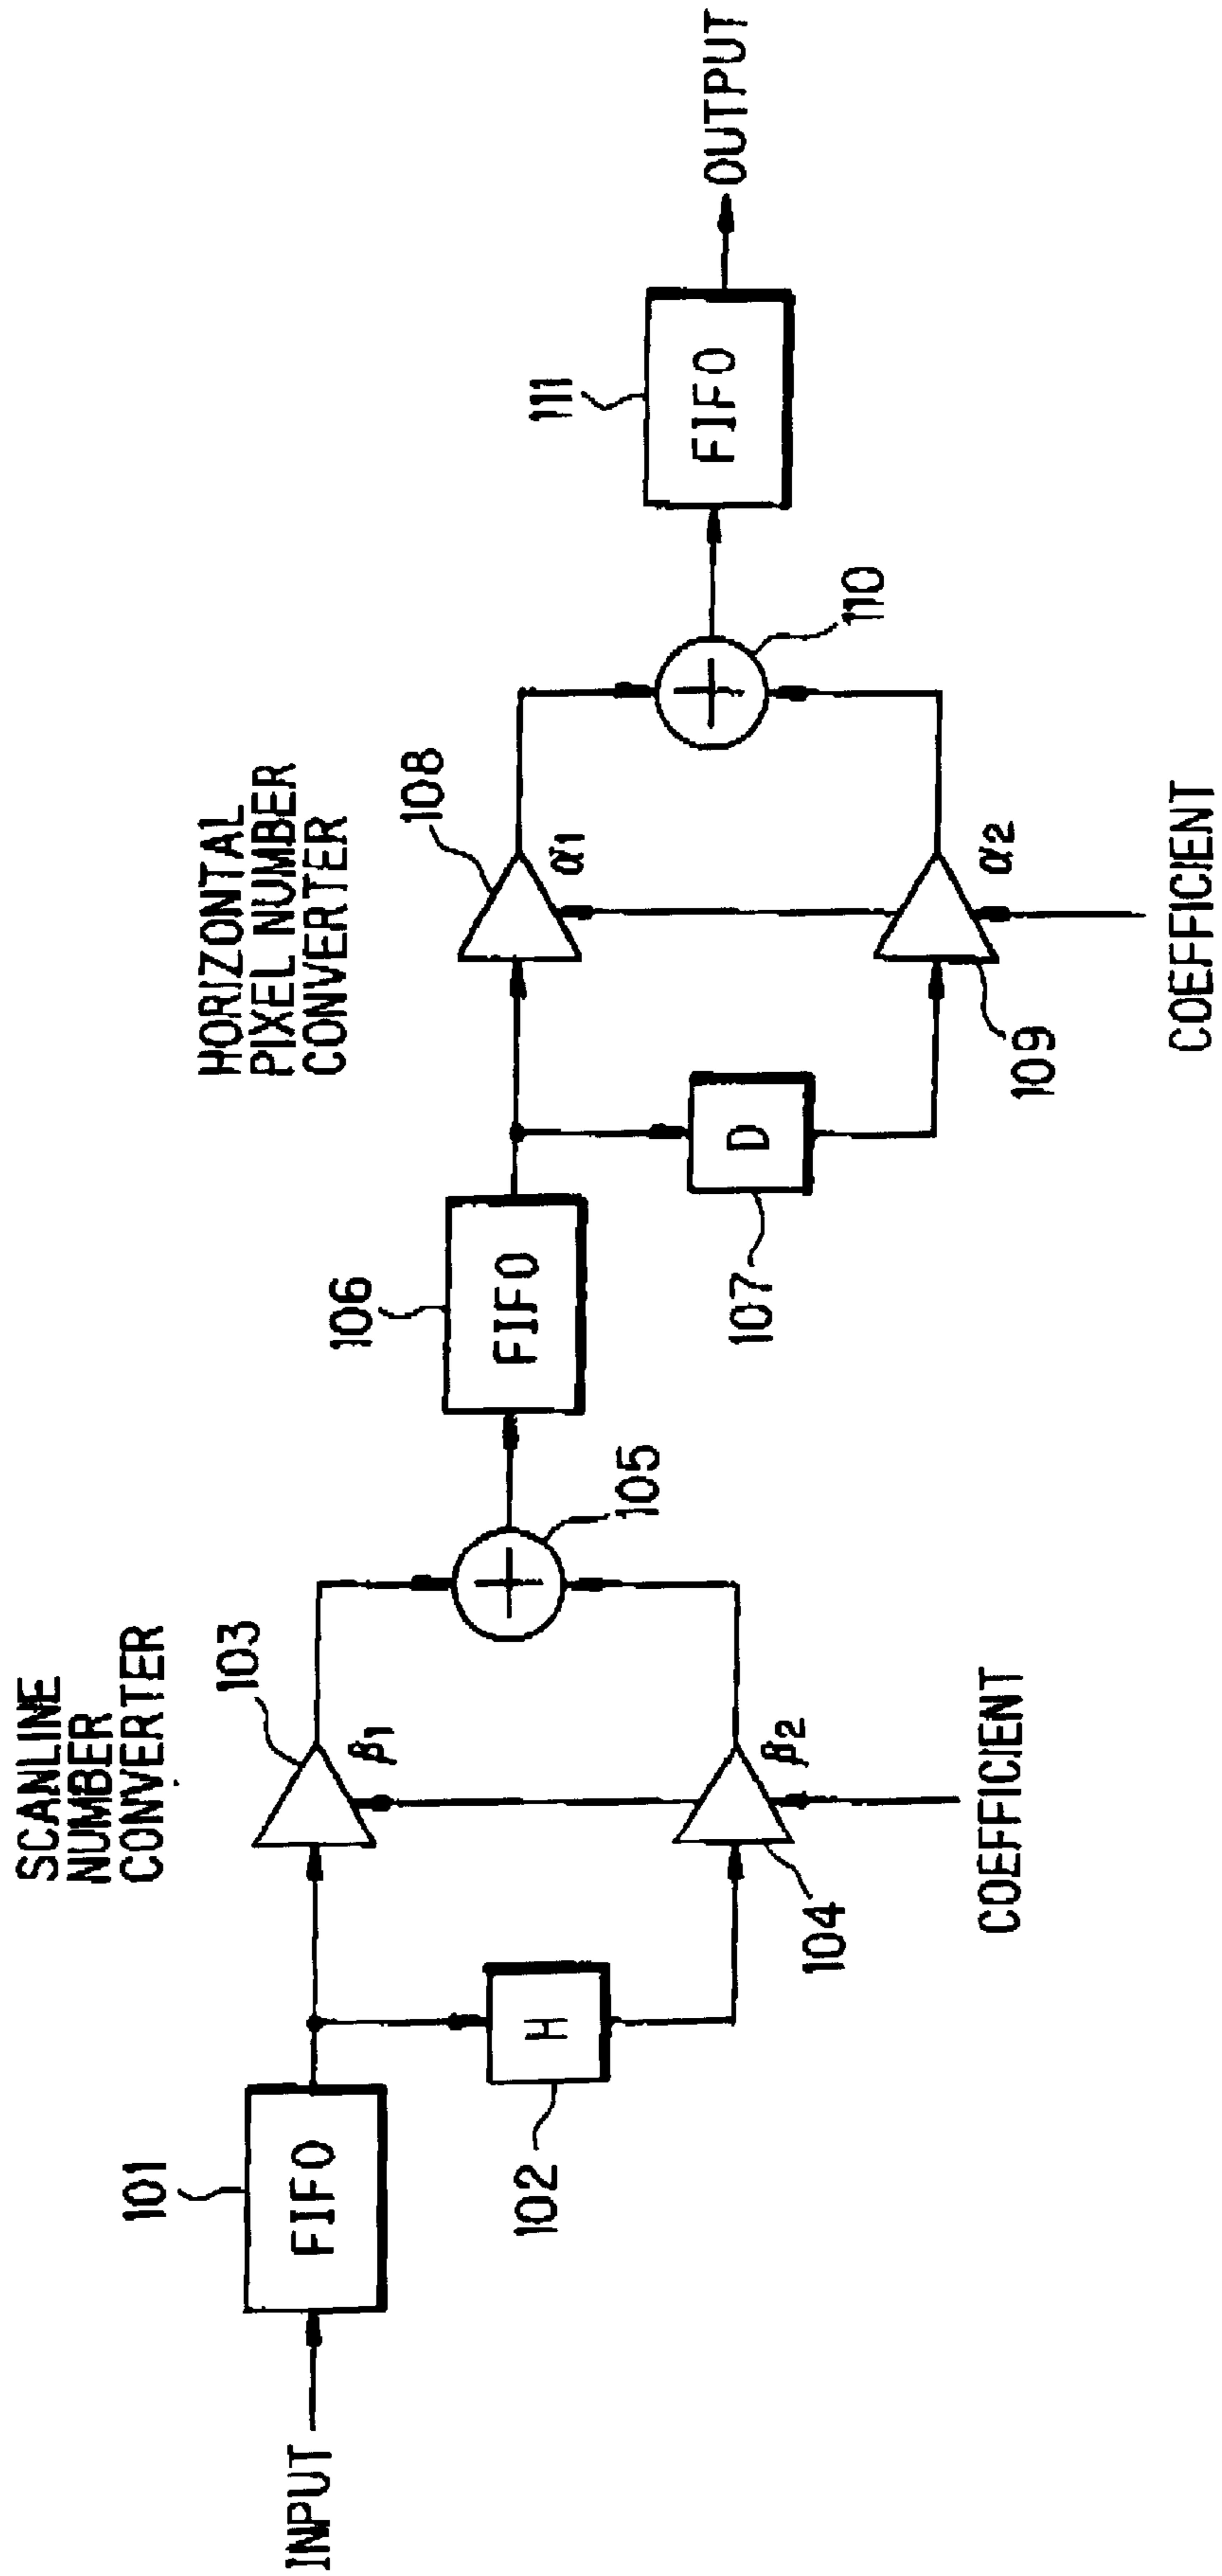 SCANLINE
NUMBER
CONVERTER
HORIZONTAL
PIXEL NUMBER
CONVERTER
INPUT
101
FIFO
102
H
103
β1
104
β2
COEFFICIENT
105
106
FIFO
107
D
108
α1
109
α2
COEFFICIENT
110
111
FIFO
OUTPUT